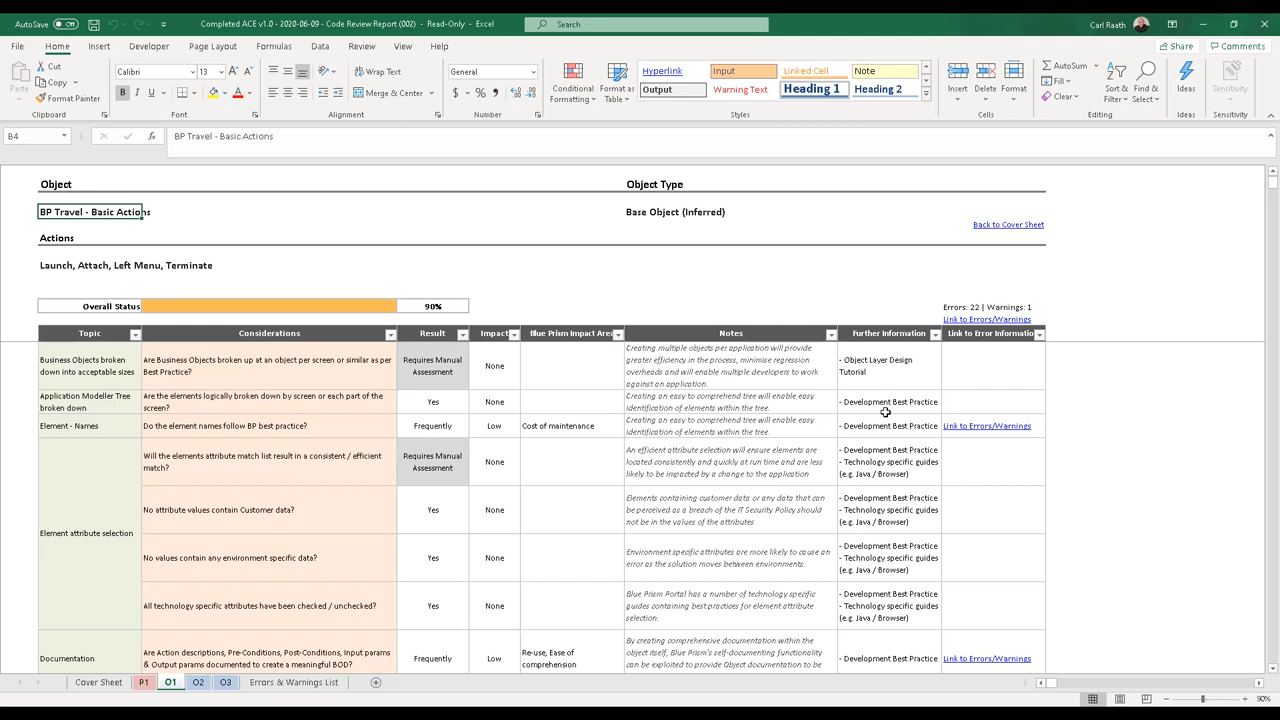 AutoSave Off
Completed ACE v1.0 - 2020-06-09 - Code Review Report (002) - Read-Only - Excel
Search
Carl Raath
File Home Insert Developer Page Layout Formulas Data Review View Help
Share Comments
Cut
Copy
Format Painter
Paste
Clipboard
Calibri 13
B I U
Font
Wrap Text
Merge & Center
Alignment
General
$ %
Number
Conditional Formatting
Format as Table
Hyperlink Input Linked Cell Note
Output Warning Text Heading 1 Heading 2
Styles
Insert Delete Format
Cells
AutoSum
Fill
Clear
Sort & Filter
Find & Select
Editing
Ideas
Ideas
Sensitivity
Sensitivity
B4
BP Travel - Basic Actions
Object Object Type
BP Travel - Basic Actions Base Object (Inferred)
Back to Cover Sheet
Actions
Launch, Attach, Left Menu, Terminate
Overall Status 90%
Errors: 22 | Warnings: 1
Link to Errors/Warnings
Topic Considerations Result Impact Blue Prism Impact Area Notes Further Information Link to Error Informatio
Business Objects broken down into acceptable sizes
Are Business Objects broken up at an object per screen or similar as per Best Practice?
Requires Manual Assessment
None
Creating multiple objects per application will provide
greater efficiency in the process, minimise regression
overheads and will enable multiple developers to work
against an application.
- Object Layer Design
Tutorial
Application Modeller Tree broken down
Are the elements logically broken down by screen or each part of the screen?
Yes
None
Creating an easy to comprehend tree will enable easy
identification of elements within the tree.
- Development Best Practice
Element - Names
Do the element names follow BP best practice?
Frequently
Low
Cost of maintenance
Creating an easy to comprehend tree will enable easy
identification of elements within the tree.
- Development Best Practice
Link to Errors/Warnings
Element attribute selection
Will the elements attribute match list result in a consistent / efficient match?
Requires Manual Assessment
None
An efficient attribute selection will ensure elements are
located consistently and quickly at run time and are less
likely to be impacted by a change to the application
- Development Best Practice
- Technology specific guides
(e.g. Java / Browser)
No attribute values contain Customer data?
Yes
None
Elements containing customer data or any data that can
be perceived as a breach of the IT Security Policy should
not be in the values of the attributes
- Development Best Practice
- Technology specific guides
(e.g. Java / Browser)
No values contain any environment specific data?
Yes
None
Environment specific attributes are more likely to cause an
error as the solution moves between environments.
- Development Best Practice
- Technology specific guides
(e.g. Java / Browser)
All technology specific attributes have been checked / unchecked?
Yes
None
Blue Prism Portal has a number of technology specific
guides containing best practices for element attribute
selection.
- Development Best Practice
- Technology specific guides
(e.g. Java / Browser)
Documentation
Are Action descriptions, Pre-Conditions, Post-Conditions, Input params
& Output params documented to create a meaningful BOD?
Frequently
Low
Re-use, Ease of
comprehension
By creating comprehensive documentation within the
object itself, Blue Prism's self-documenting functionality
can be exploited to provide Object documentation to be
- Development Best Practice
Link to Errors/Warnings
Cover Sheet P1 O1 O2 O3 Errors & Warnings List
90%